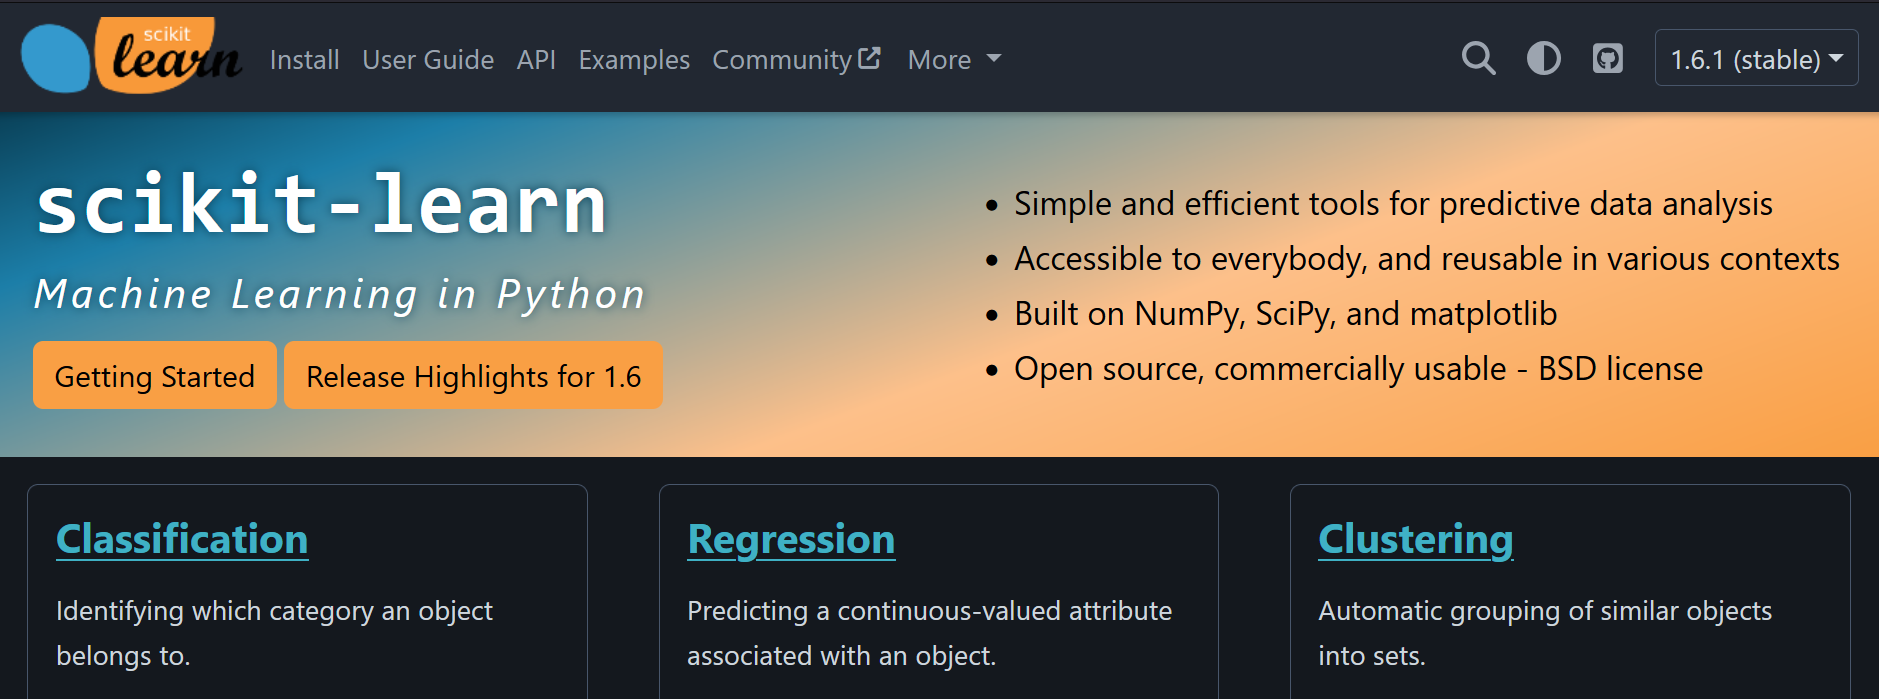 scikit
learn
Install User Guide API Examples Community More
1.6.1 (stable)
scikit-learn
Machine Learning in Python
Getting Started Release Highlights for 1.6
Simple and efficient tools for predictive data analysis
Accessible to everybody, and reusable in various contexts
Built on NumPy, SciPy, and matplotlib
Open source, commercially usable - BSD license
Classification
Identifying which category an object
belongs to.
Regression
Predicting a continuous-valued attribute
associated with an object.
Clustering
Automatic grouping of similar objects
into sets.